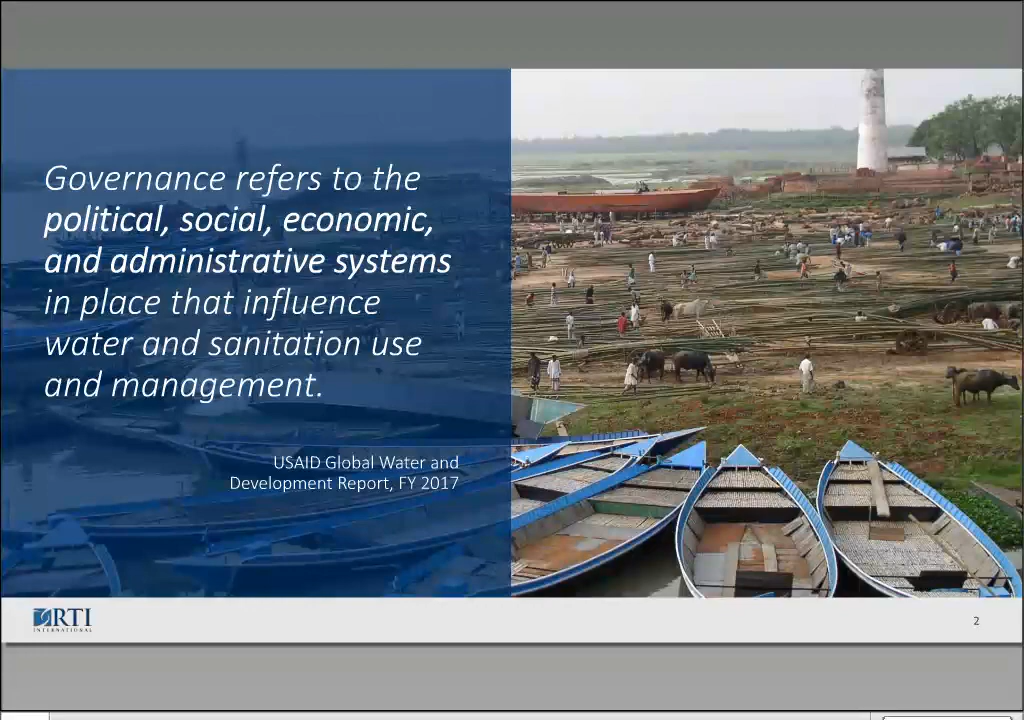 Governance refers to the
political, social, economic,
and administrative systems
in place that influence
water and sanitation use
and management.
USAID Global Water and
Development Report, FY 2017
RTI
INTERNATIONAL
2